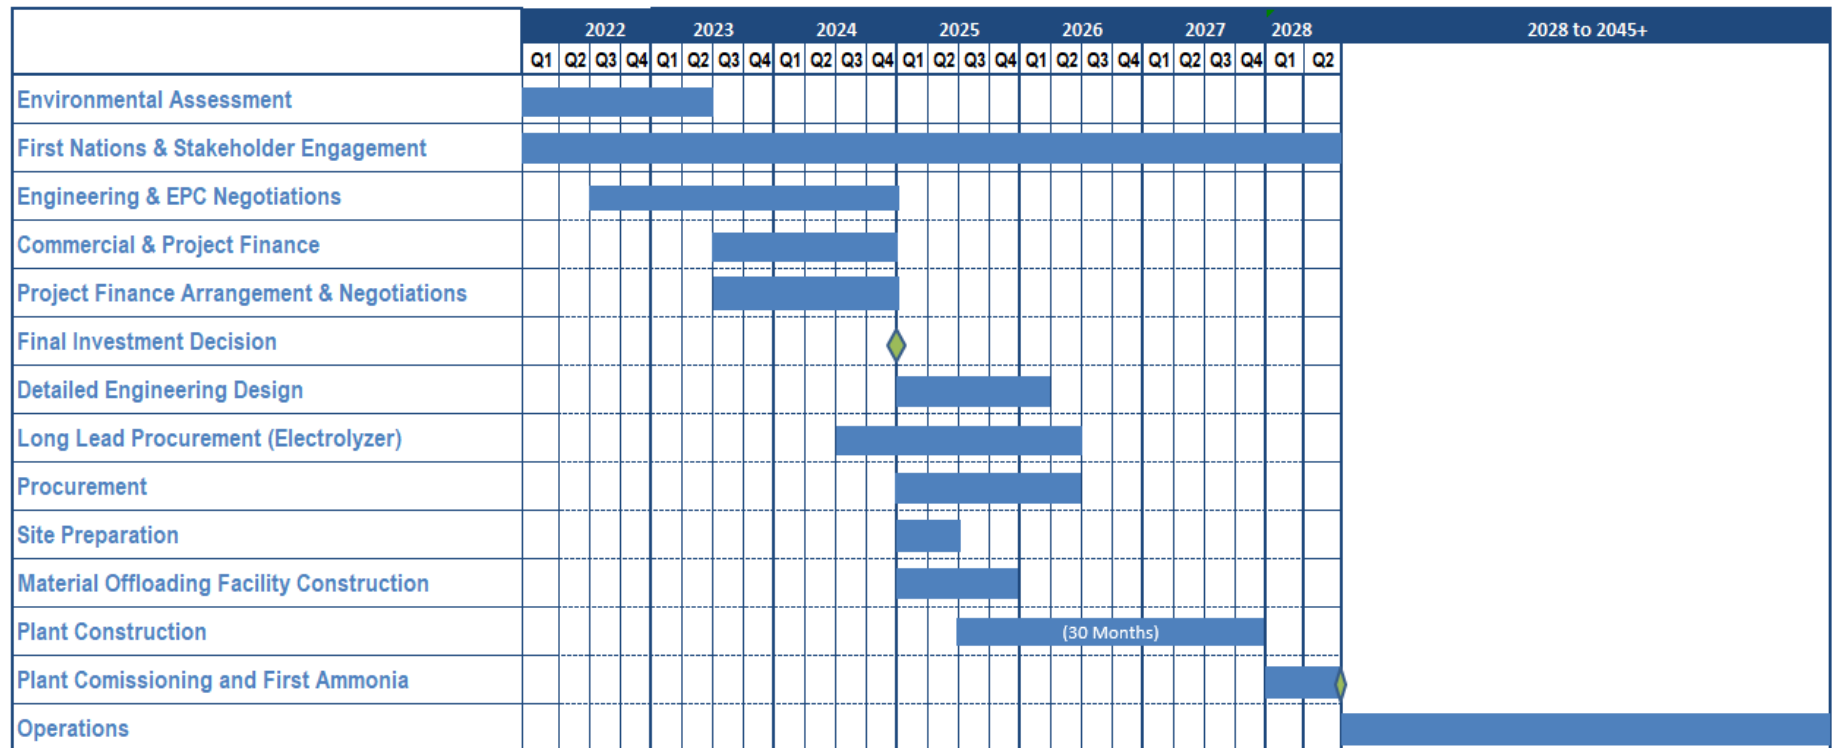 2022 2023 2024 2025 2026 2027 2028 2028 to 2045+
Q1 Q2 Q3 Q4 Q1 Q2 Q3 Q4 Q1 Q2 Q3 Q4 Q1 Q2 Q3 Q4 Q1 Q2 Q3 Q4 Q1 Q2 Q3 Q4 Q1 Q2
Environmental Assessment
First Nations & Stakeholder Engagement
Engineering & EPC Negotiations
Commercial & Project Finance
Project Finance Arrangement & Negotiations
Final Investment Decision
Detailed Engineering Design
Long Lead Procurement (Electrolyzer)
Procurement
Site Preparation
Material Offloading Facility Construction
Plant Construction (30 Months)
Plant Comissioning and First Ammonia
Operations